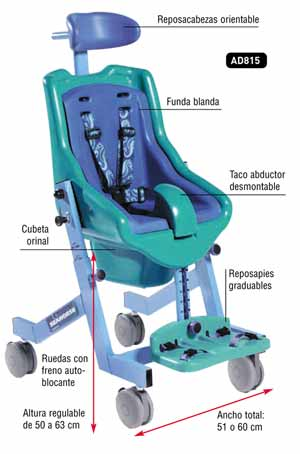 Reposacabezas orientable
AD815
Funda blanda
Taco abductor
desmontable
Cubeta
orinal
Reposapies
graduables
SEAHORSE
Ruedas con
freno auto-
blocante
Altura regulable
de 50 a 63 cm
Ancho total:
51 o 60 cm